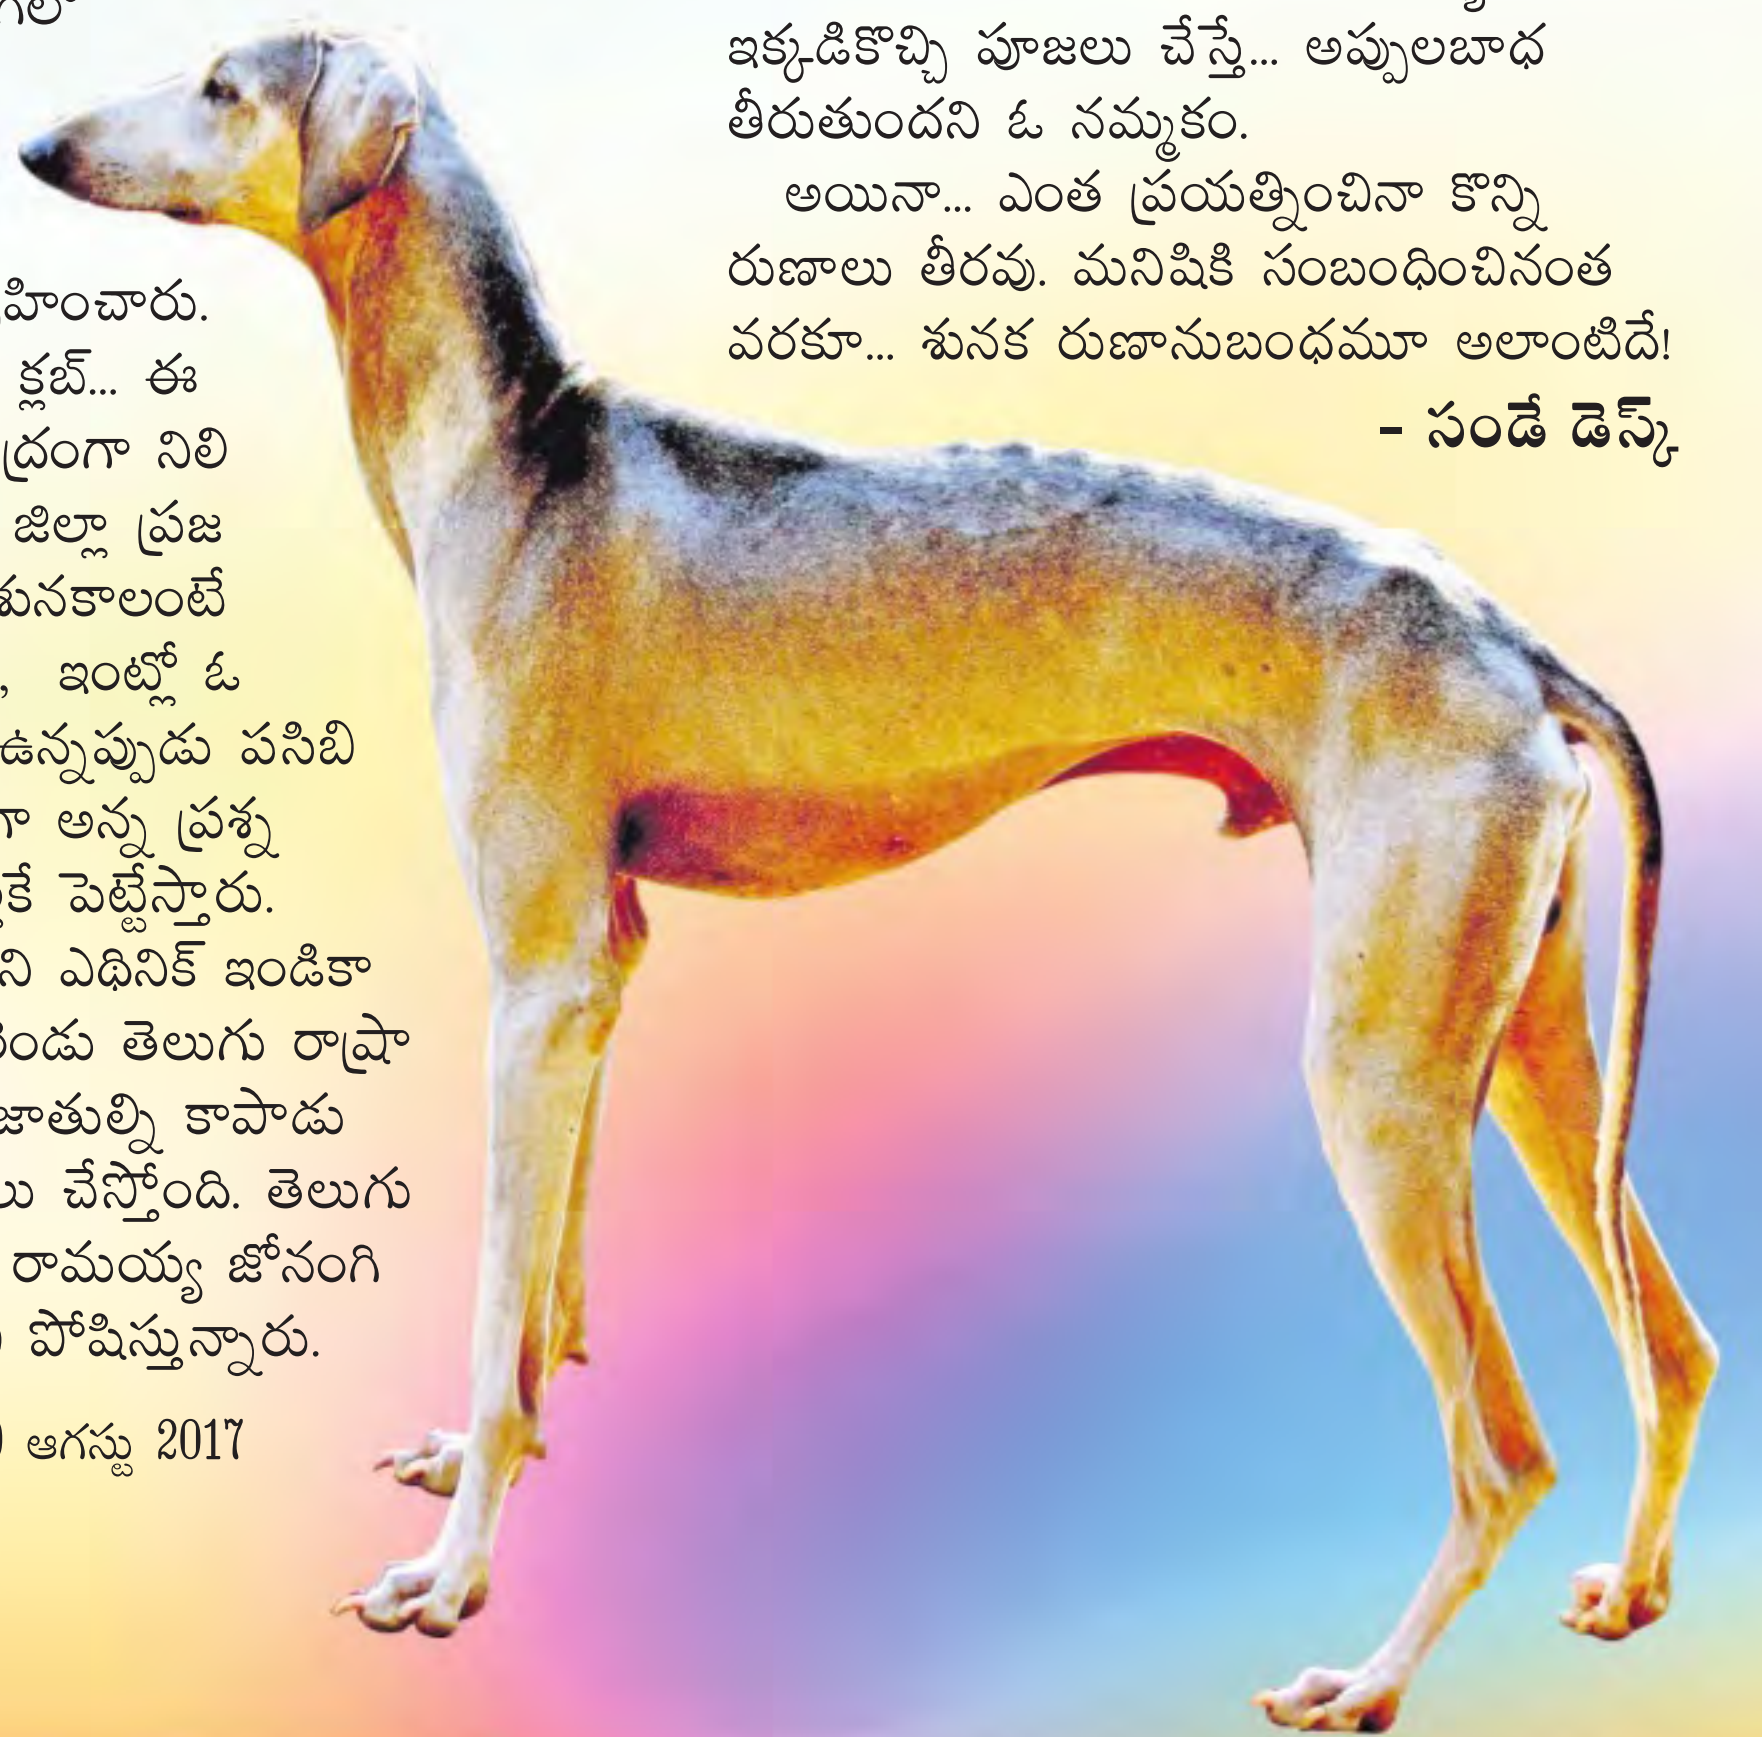 హించారు.
క్లబ్... ఈ
ద్రంగా నిలి
జిల్లా ప్రజ
శునకాలంటే
, ఇంట్లో ఓ
ఉన్నప్పుడు పసిబి
గా అన్న ప్రశ్న
కే పెట్టేస్తారు.
ని ఎథినిక్ ఇండికా
రెండు తెలుగు రాష్ట్రా
జాతుల్ని కాపాడు
లు చేస్తోంది. తెలుగు
రామయ్య జోనంగి
పోషిస్తున్నారు.
ఆగస్టు 2017
ఇక్కడికొచ్చి పూజలు చేస్తే... అప్పులబాధ
తీరుతుందని ఓ నమ్మకం.
అయినా... ఎంత ప్రయత్నించినా కొన్ని
రుణాలు తీరవు. మనిషికి సంబంధించినంత
వరకూ... శునక రుణానుబంధమూ అలాంటిదే!
- సండే డెస్క్